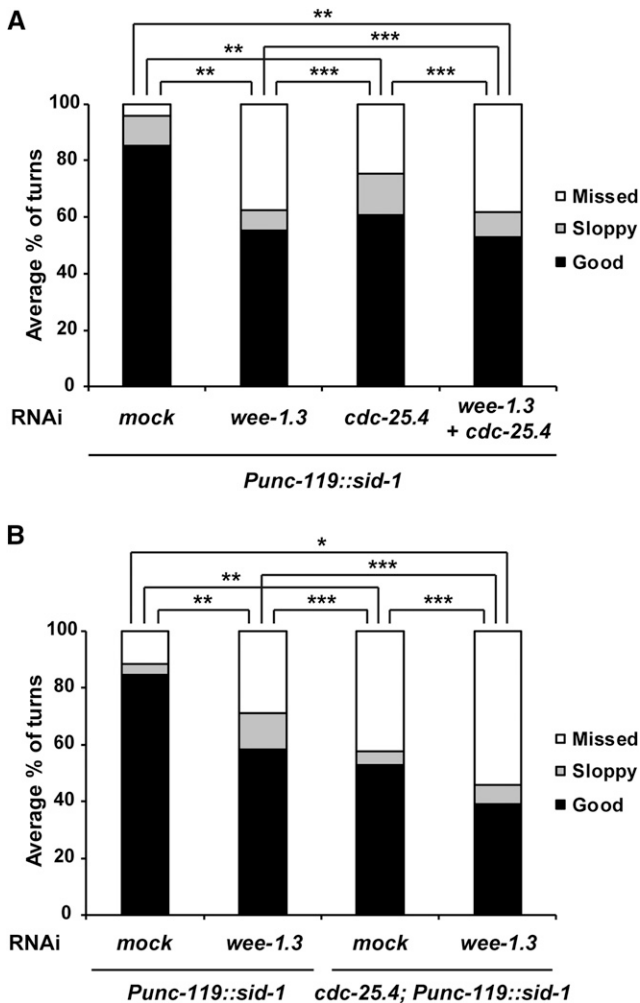 A
**
***
**
**
***
***
100
80
60
40
20
0
Average % of turns
Missed
Sloppy
Good
RNAi
mock
wee-1.3
cdc-25.4
wee-1.3
+ cdc-25.4
Punc-119::sid-1
B
*
***
**
**
***
***
100
80
60
40
20
0
Average % of turns
Missed
Sloppy
Good
RNAi
mock
wee-1.3
mock
wee-1.3
Punc-119::sid-1
cdc-25.4; Punc-119::sid-1